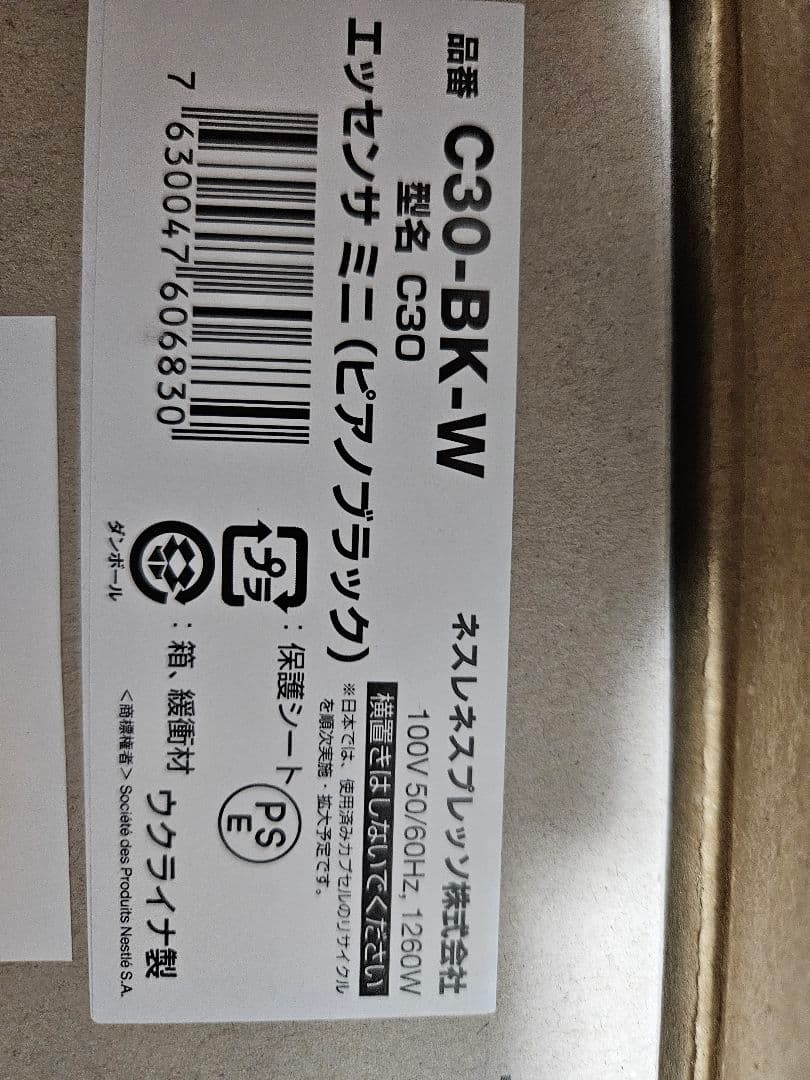 品番 C30-BK-W
型名 C30
エッセンサ ミニ (ピアノブラック)
7 630047 606830
ネスレネスプレッソ株式会社
100V 50/60Hz, 1260W
横置きはしないでください
※日本では、使用済みカプセルのリサイクル
を順次実施・拡大予定です。
プラ
:保護シート
PS
E
ダンボール
:箱、緩衝材
ウクライナ製
<商標権者> Société des Produits Nestlé S.A.